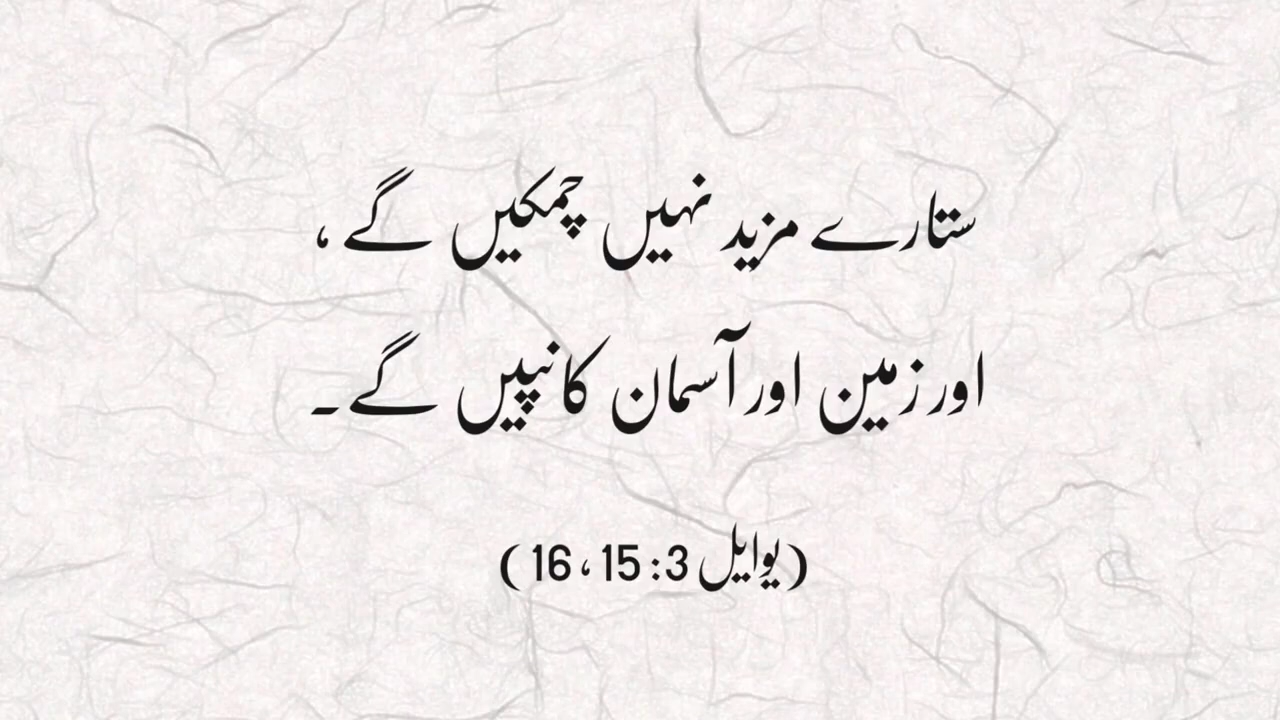 ستارے مزید نہیں چمکیں گے ،
اور زمین اور آسمان کانپیں گے ۔
(یوایل 3: 15، 16)